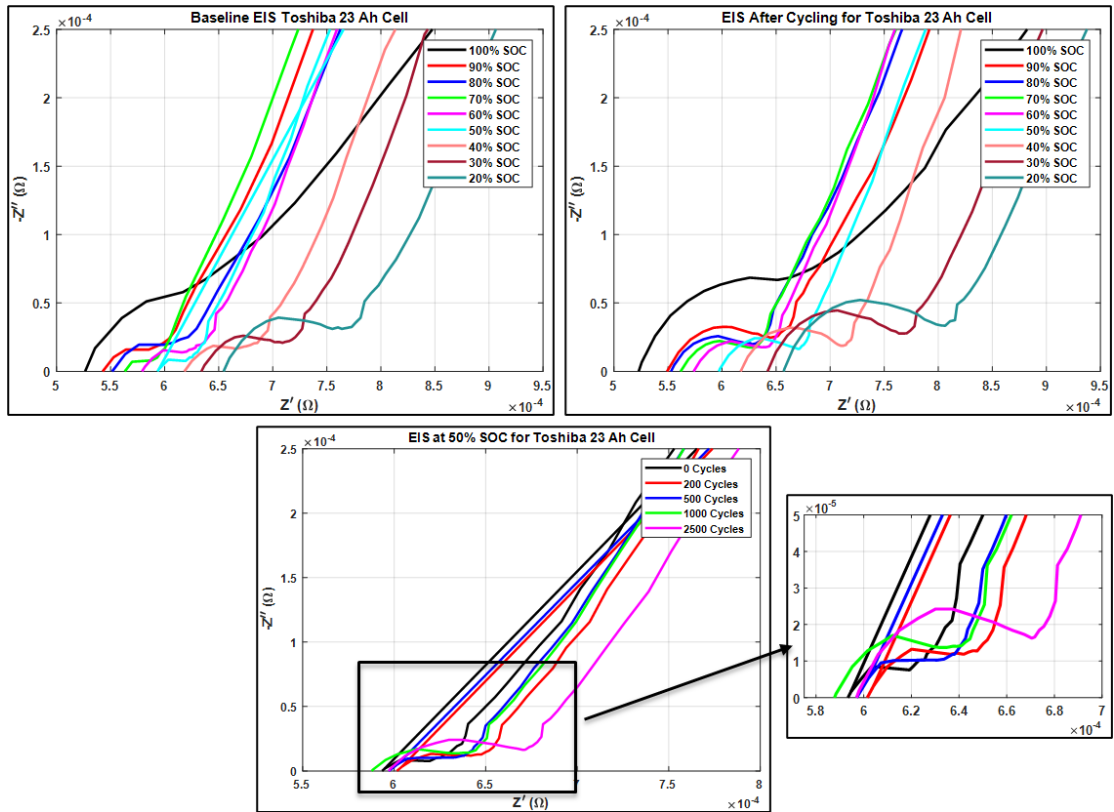 Baseline EIS Toshiba 23 Ah Cell
×10⁻⁴
2.5
2
1.5
1
0.5
0
-Z'' (Ω)
100% SOC
90% SOC
80% SOC
70% SOC
60% SOC
50% SOC
40% SOC
30% SOC
20% SOC
5 5.5 6 6.5 7 7.5 8 8.5 9 9.5
Z' (Ω)
×10⁻⁴
EIS After Cycling for Toshiba 23 Ah Cell
×10⁻⁴
2.5
2
1.5
1
0.5
0
-Z'' (Ω)
100% SOC
90% SOC
80% SOC
70% SOC
60% SOC
50% SOC
40% SOC
30% SOC
20% SOC
5 5.5 6 6.5 7 7.5 8 8.5 9 9.5
Z' (Ω)
×10⁻⁴
EIS at 50% SOC for Toshiba 23 Ah Cell
×10⁻⁴
2.5
2
1.5
1
0.5
0
-Z'' (Ω)
0 Cycles
200 Cycles
500 Cycles
1000 Cycles
2500 Cycles
5.5 6 6.5 7 7.5 8
Z' (Ω)
×10⁻⁴
×10⁻⁵
5
4
3
2
1
0
5.8 6 6.2 6.4 6.6 6.8 7
×10⁻⁴